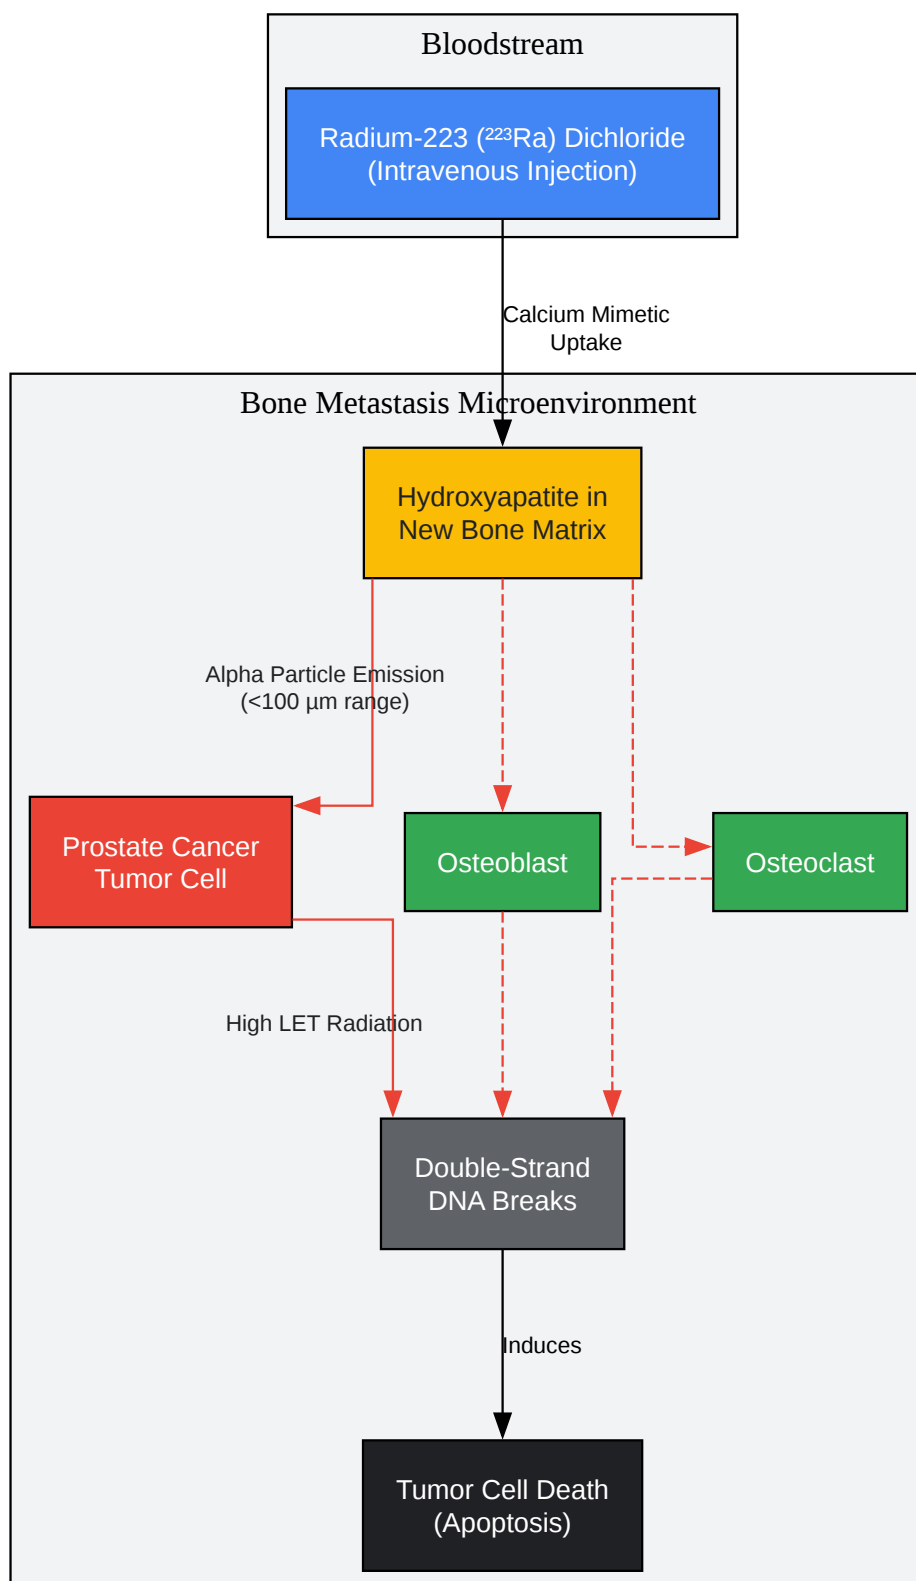 Bloodstream
Radium-223 (²²³Ra) Dichloride
(Intravenous Injection)
Calcium Mimetic
Uptake
Bone Metastasis Microenvironment
Hydroxyapatite in
New Bone Matrix
Alpha Particle Emission
(<100 µm range)
Prostate Cancer
Tumor Cell
Osteoblast
Osteoclast
High LET Radiation
Double-Strand
DNA Breaks
Induces
Tumor Cell Death
(Apoptosis)